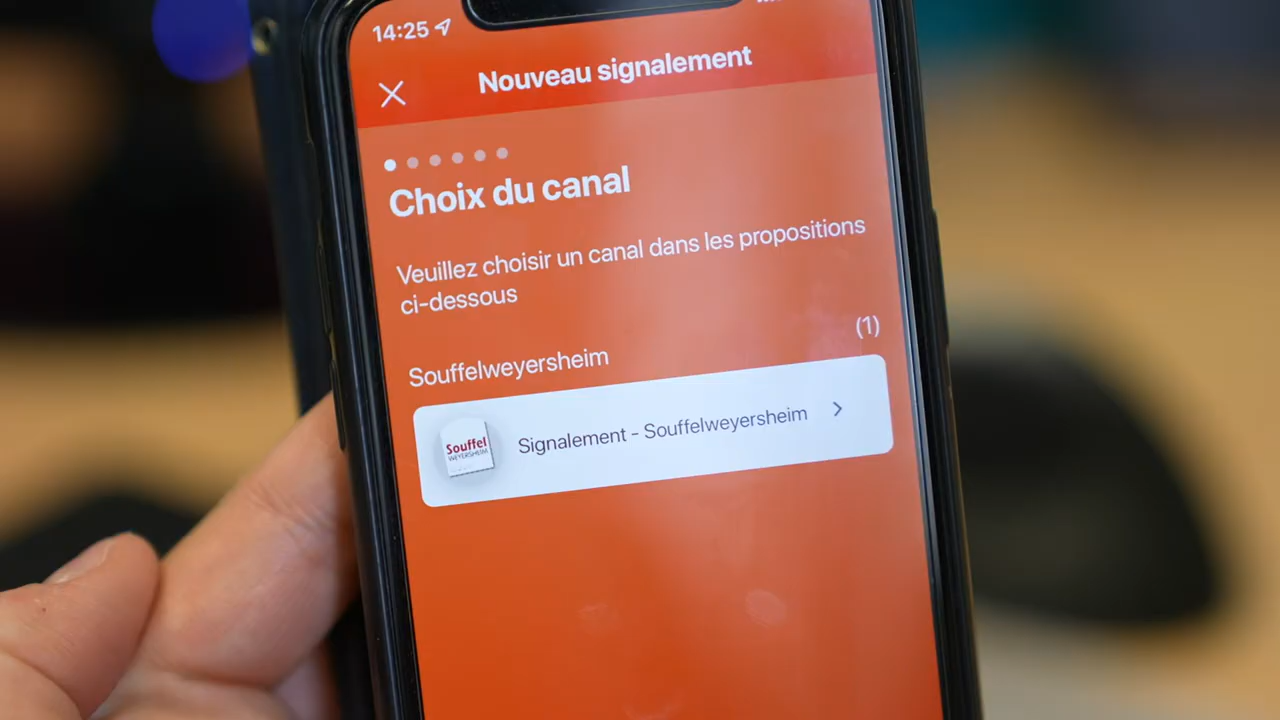 14:25
Nouveau signalement
Choix du canal
Veuillez choisir un canal dans les propositions
ci-dessous
(1)
Souffelweyersheim
Souffel
WEYERSHEIM
Signalement - Souffelweyersheim